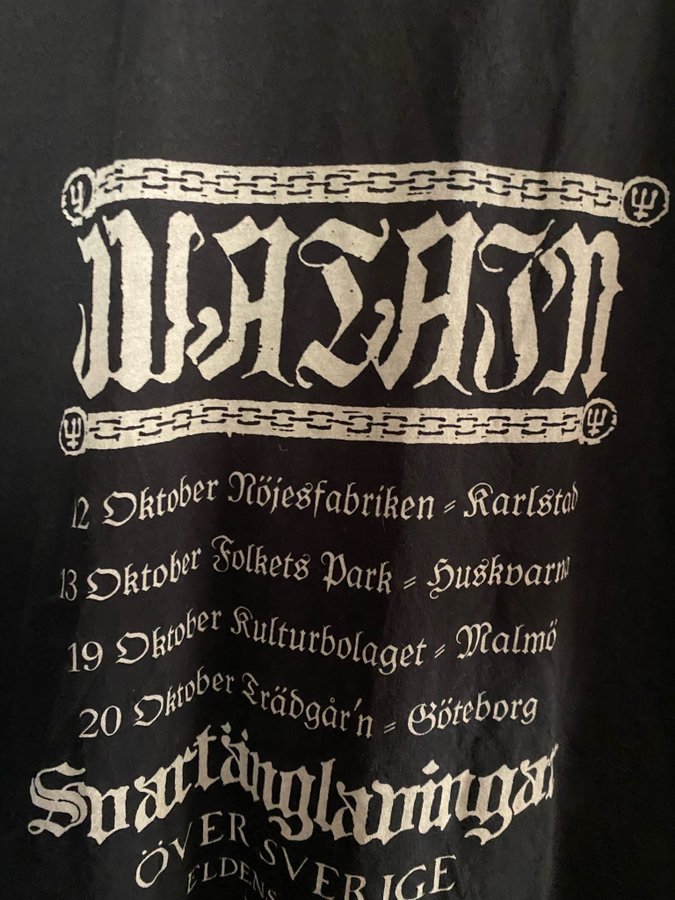 WATAIN
12 Oktober Nöjesfabriken = Karlstad
13 Oktober Folkets Park = Huskvarna
19 Oktober Kulturbolaget = Malmö
20 Oktober Trädgår'n = Göteborg
Svartänglavingar
ÖVER SVERIGE
ELDENS